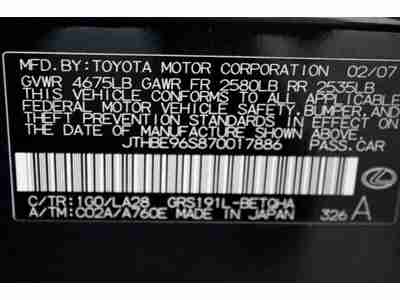 MFD. BY: TOYOTA MOTOR CORPORATION 02/07
GVWR 4675LB GAWR FR 2580LB RR 2535LB
THIS VEHICLE CONFORMS TO ALL APPLICABLE
FEDERAL MOTOR VEHICLE SAFETY, BUMPER, AND
THEFT PREVENTION STANDARDS IN EFFECT ON
THE DATE OF MANUFACTURE SHOWN ABOVE.
JTHBE96S870017886 PASS.CAR
C/TR: 1G0/LA28 GRS191L-BETQHA
A/TM: C02A/A760E MADE IN JAPAN 326 A